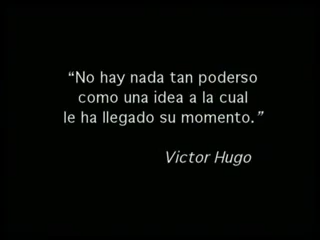 “No hay nada tan poderso
como una idea a la cual
le ha llegado su momento.”
Victor Hugo